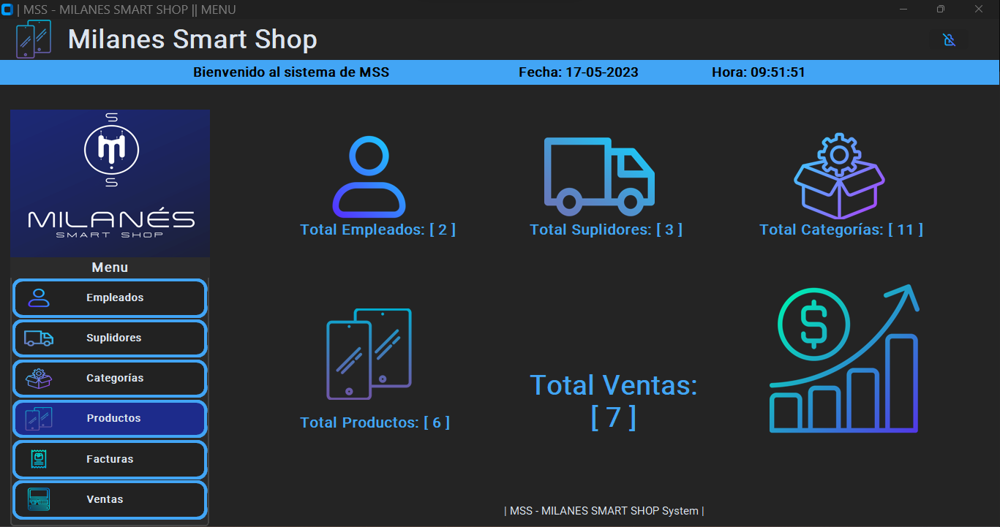 | MSS - MILANES SMART SHOP || MENU
Milanes Smart Shop
Bienvenido al sistema de MSS Fecha: 17-05-2023 Hora: 09:51:51
S
m
S
MILANÉS
SMART SHOP
Menu
Empleados
Suplidores
Categorías
Productos
Facturas
Ventas
Total Empleados: [ 2 ]
Total Suplidores: [ 3 ]
Total Categorías: [ 11 ]
Total Productos: [ 6 ]
Total Ventas:
[ 7 ]
$
| MSS - MILANES SMART SHOP System |